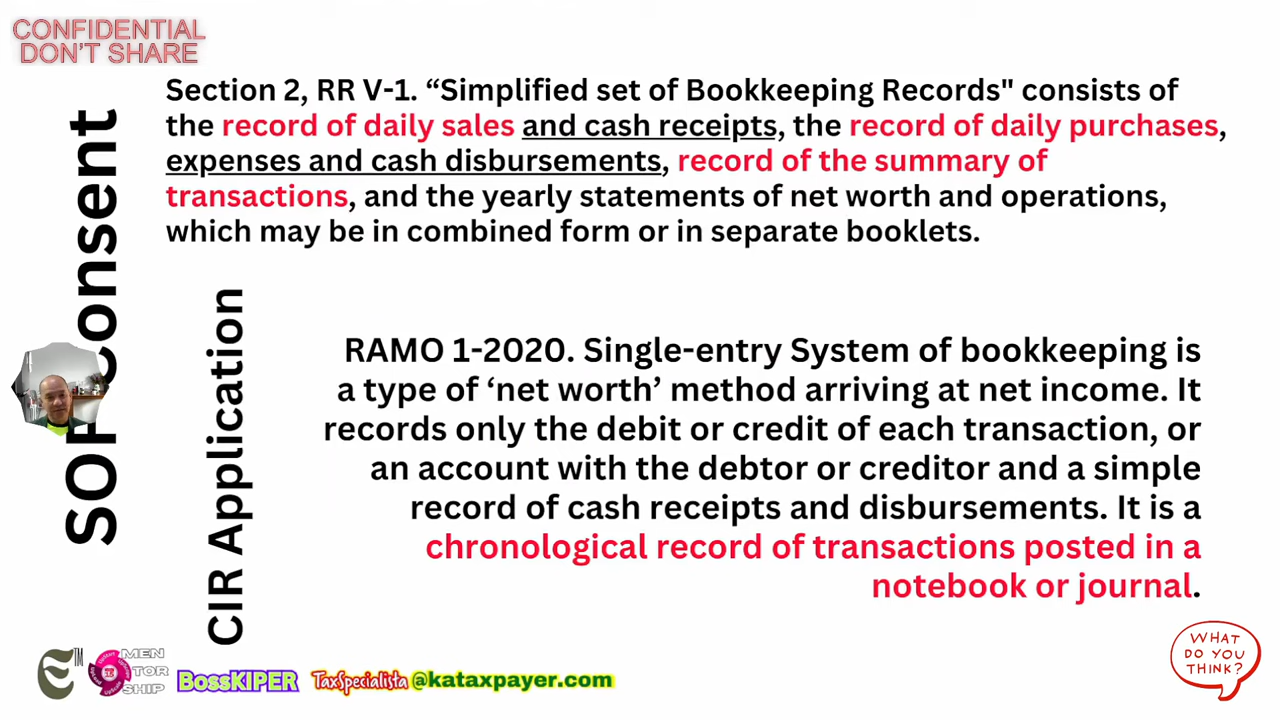 CONFIDENTIAL
DON'T SHARE
Section 2, RR V-1. “Simplified set of Bookkeeping Records" consists of
the record of daily sales and cash receipts, the record of daily purchases,
expenses and cash disbursements, record of the summary of
transactions, and the yearly statements of net worth and operations,
which may be in combined form or in separate booklets.
CIR Application
RAMO 1-2020. Single-entry System of bookkeeping is
a type of ‘net worth’ method arriving at net income. It
records only the debit or credit of each transaction, or
an account with the debtor or creditor and a simple
record of cash receipts and disbursements. It is a
chronological record of transactions posted in a
notebook or journal.
TM
MEN
TOR
SHIP
BossKIPER
TaxSpecialista
@kataxpayer.com
WHAT
DO YOU
THINK?